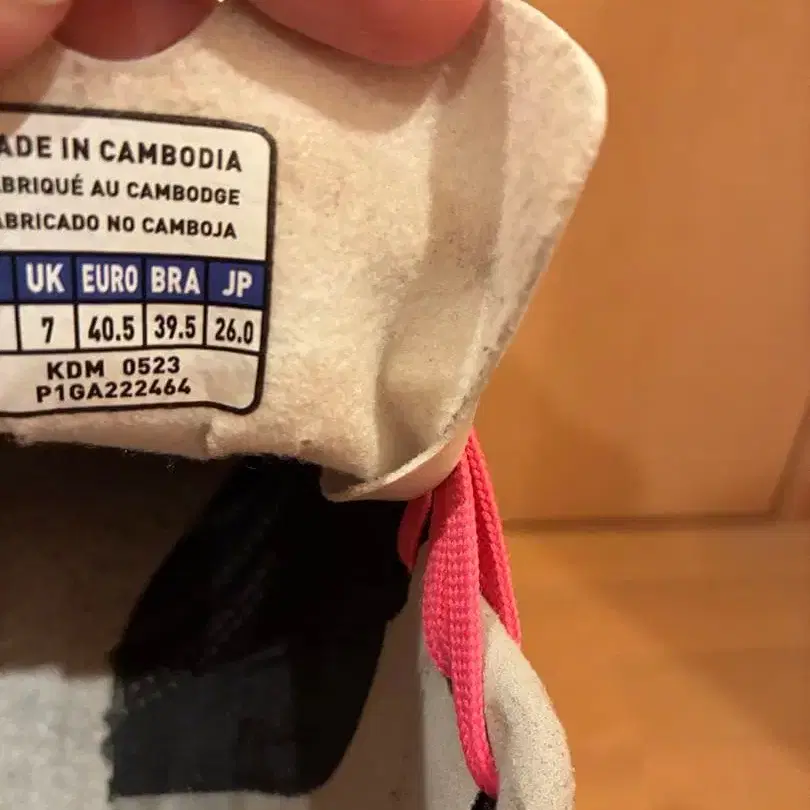 ADE IN CAMBODIA
BRIQUÉ AU CAMBODGE
ABRICADO NO CAMBOJA
UK EURO BRA JP
7 40.5 39.5 26.0
KDM 0523
P1GA222464